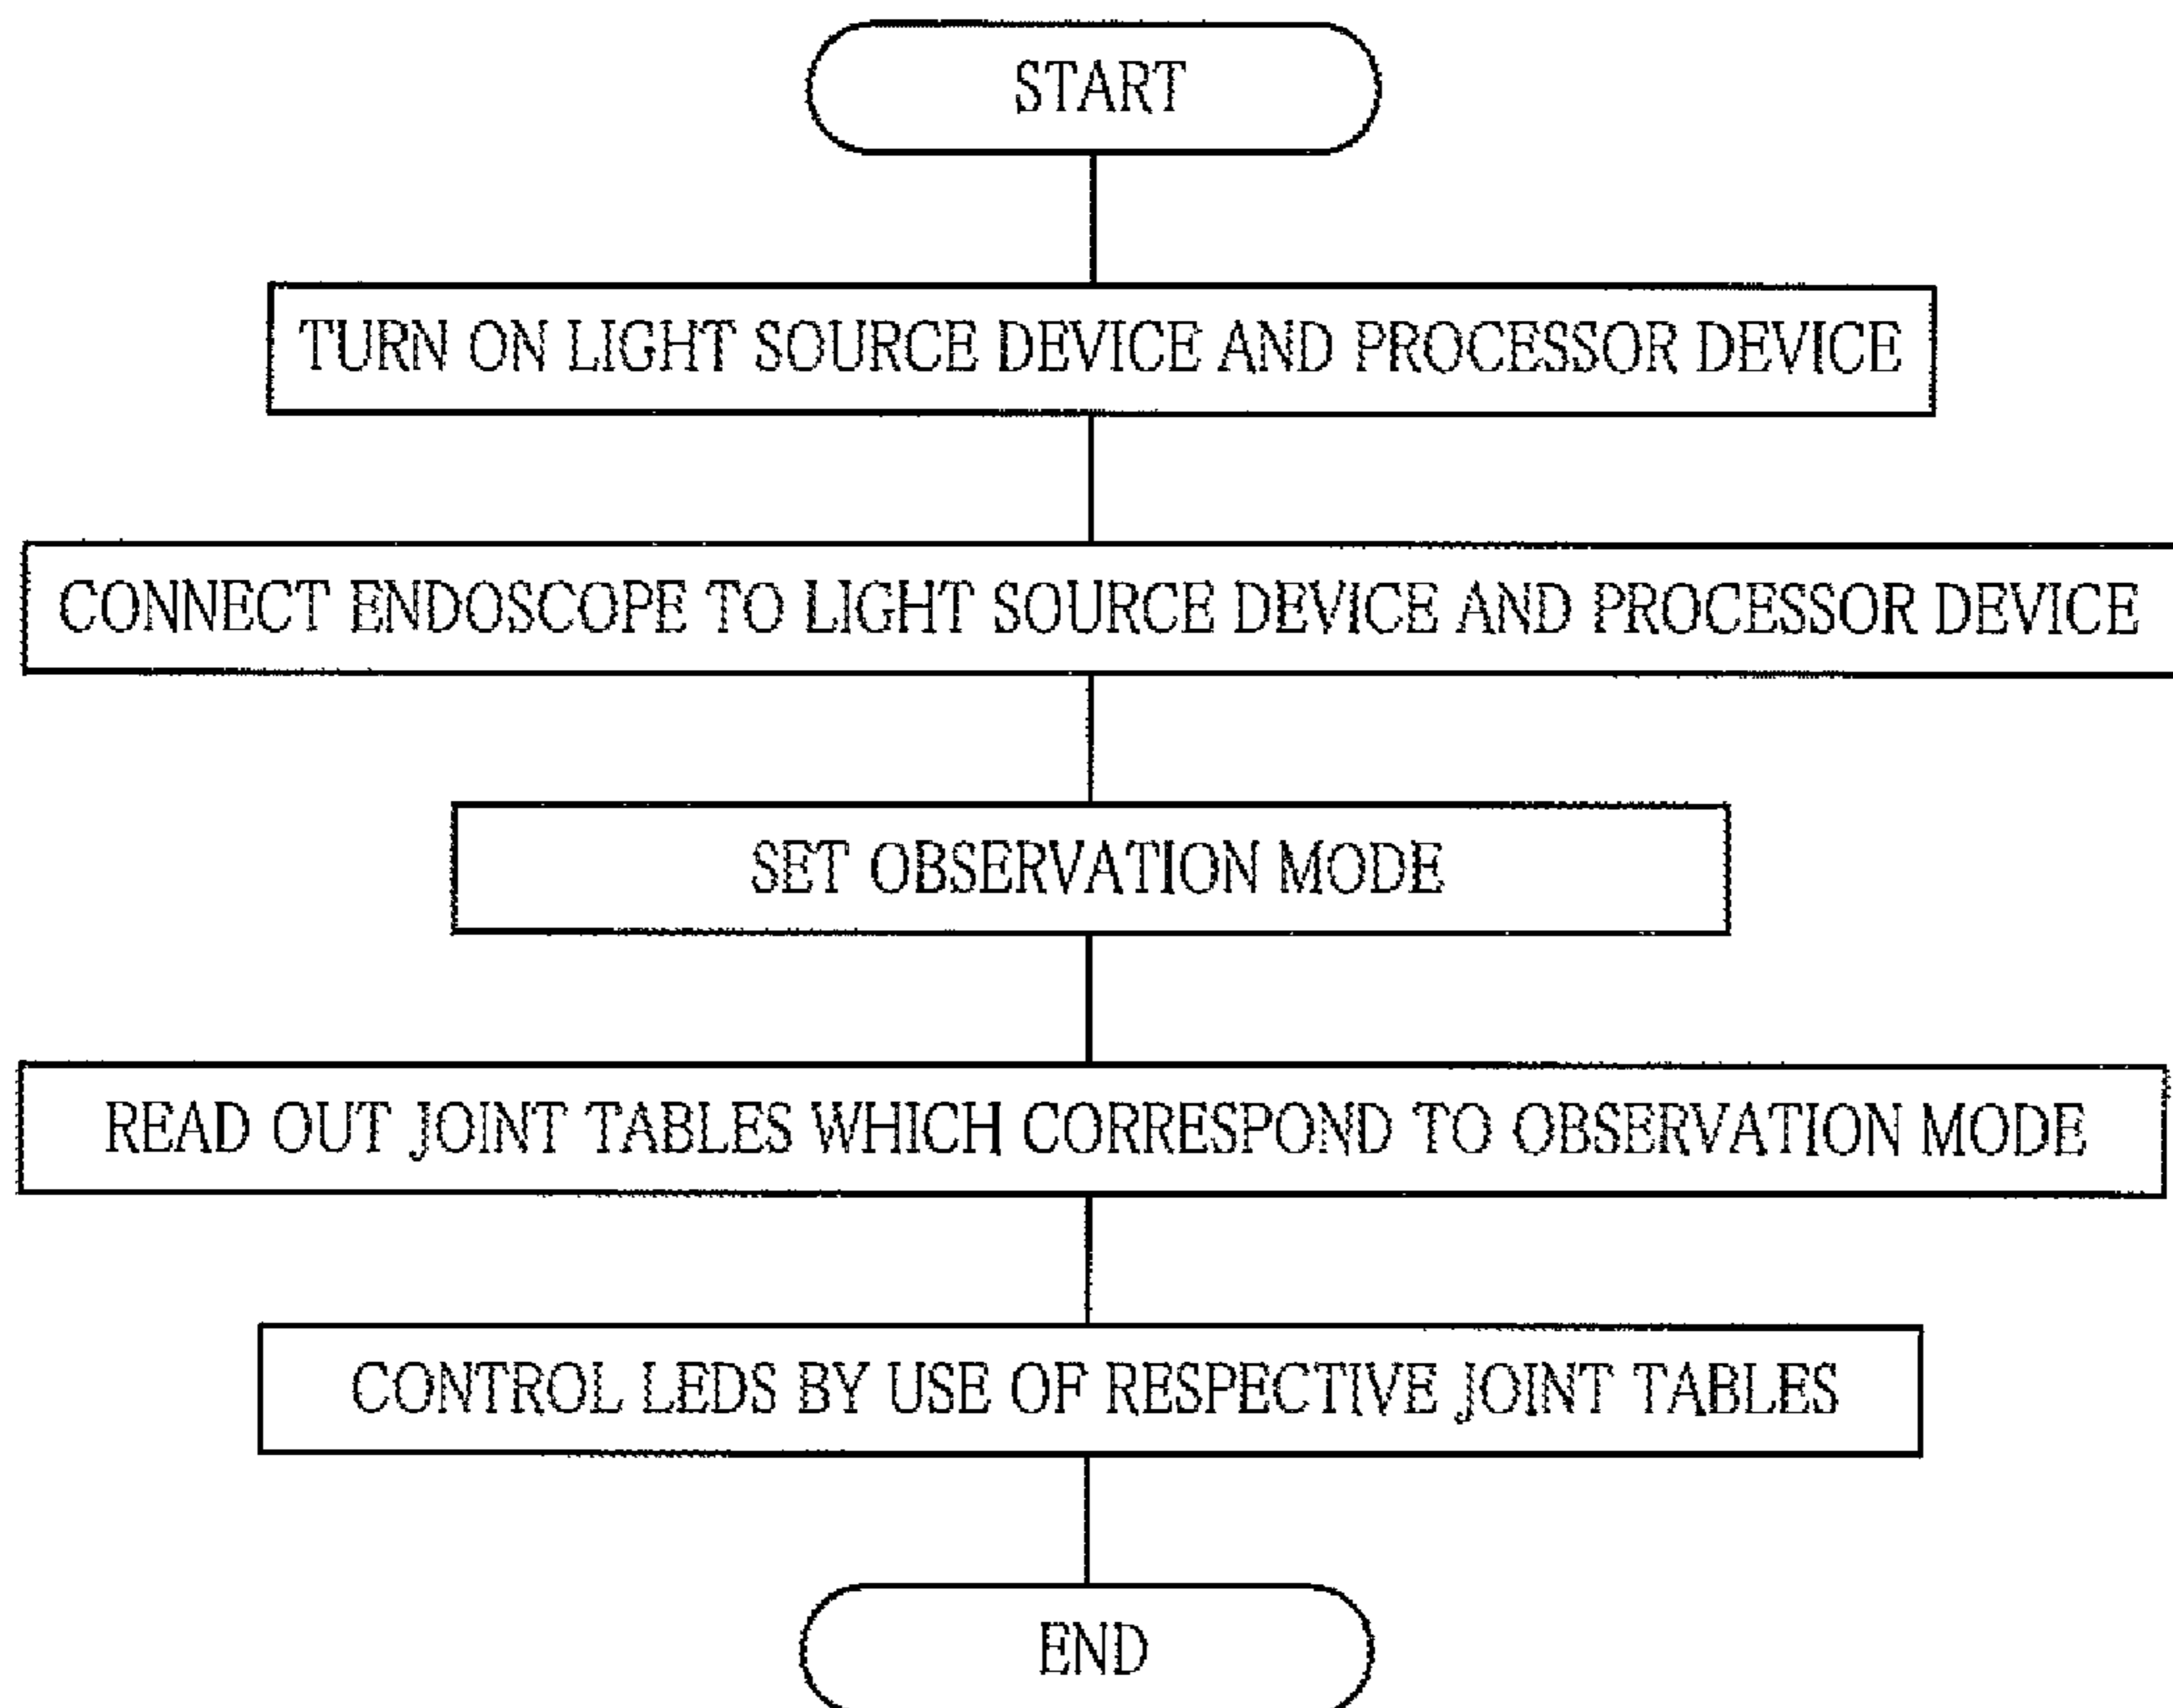 START
TURN ON LIGHT SOURCE DEVICE AND PROCESSOR DEVICE
CONNECT ENDOSCOPE TO LIGHT SOURCE DEVICE AND PROCESSOR DEVICE
SET OBSERVATION MODE
READ OUT JOINT TABLES WHICH CORRESPOND TO OBSERVATION MODE
CONTROL LEDS BY USE OF RESPECTIVE JOINT TABLES
END